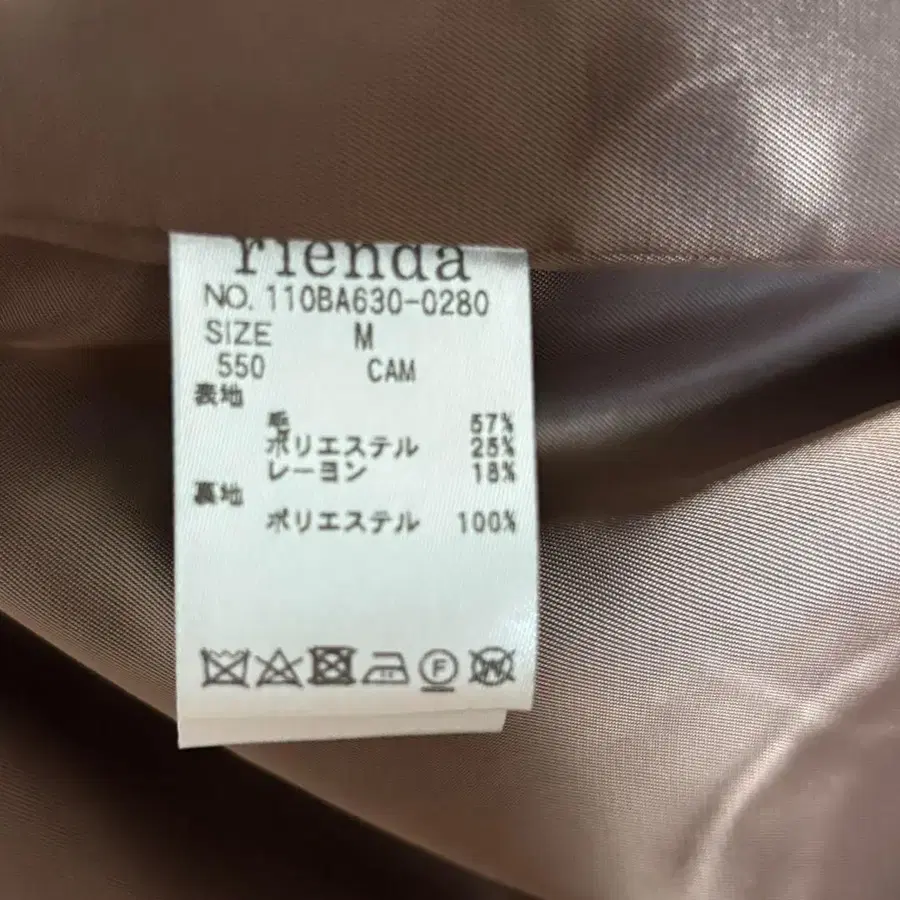 rienda
NO. 110BA630-0280
SIZE M
550 CAM
表地
毛 57%
ポリエステル 25%
レーヨン 18%
裏地
ポリエステル 100%
F W